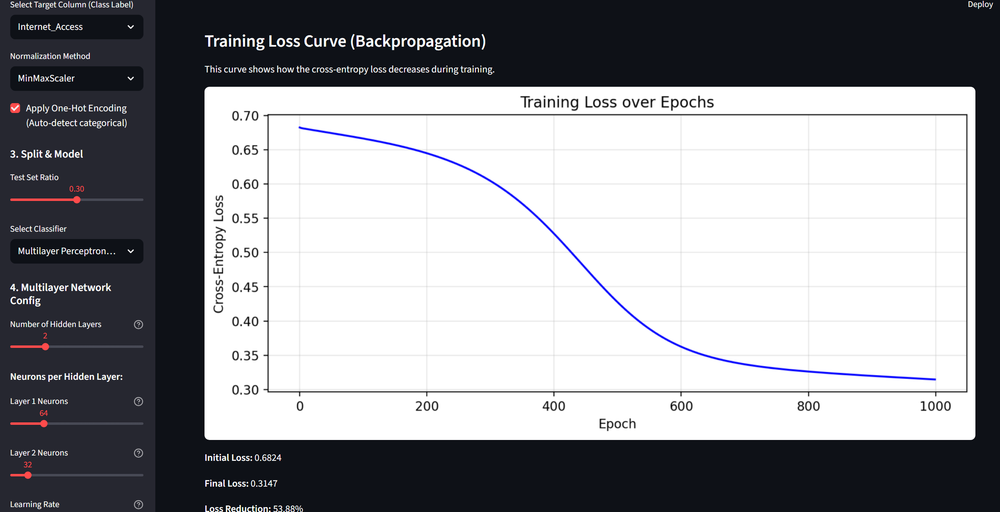 Select Target Column (Class Label)
Internet_Access
Normalization Method
MinMaxScaler
Apply One-Hot Encoding
(Auto-detect categorical)
3. Split & Model
Test Set Ratio
0.30
Select Classifier
Multilayer Perceptron...
4. Multilayer Network
Config
Number of Hidden Layers
2
Neurons per Hidden Layer:
Layer 1 Neurons
64
Layer 2 Neurons
32
Learning Rate
Deploy
Training Loss Curve (Backpropagation)
This curve shows how the cross-entropy loss decreases during training.
Training Loss over Epochs
0.70
0.65
0.60
0.55
0.50
0.45
0.40
0.35
0.30
Cross-Entropy Loss
0 200 400 600 800 1000
Epoch
Initial Loss: 0.6824
Final Loss: 0.3147
Loss Reduction: 53.88%